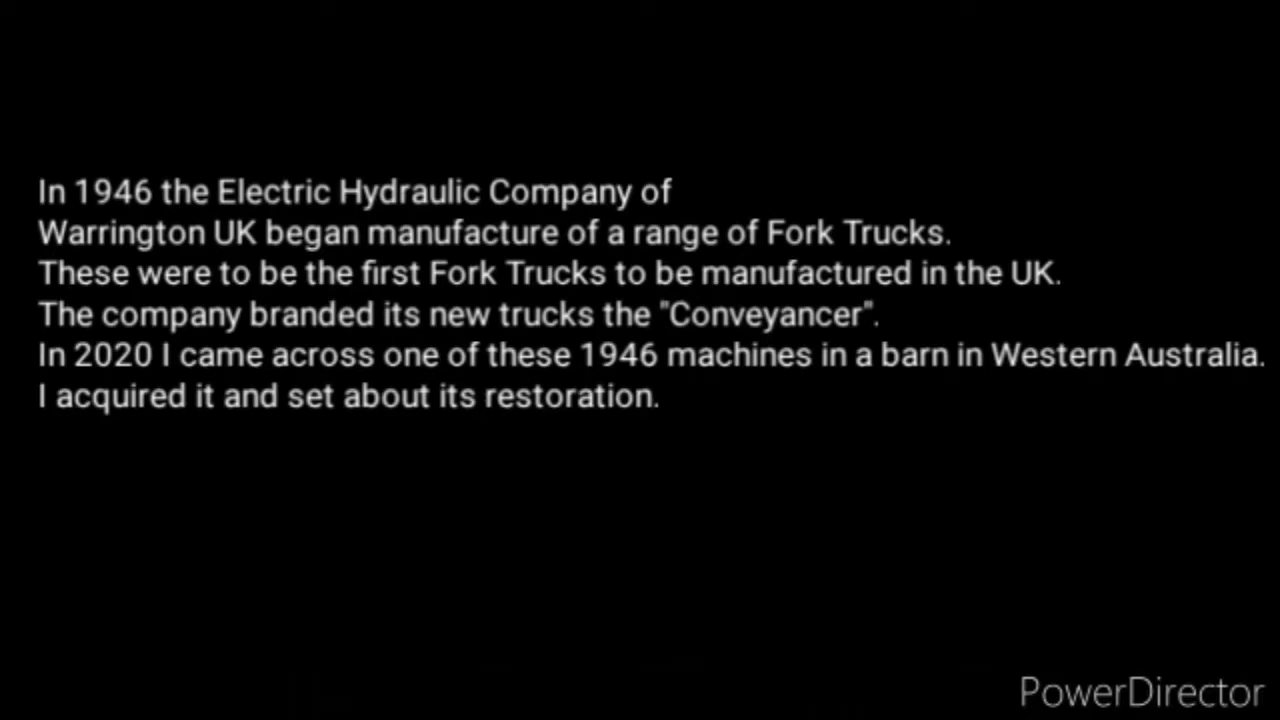 In 1946 the Electric Hydraulic Company of
Warrington UK began manufacture of a range of Fork Trucks.
These were to be the first Fork Trucks to be manufactured in the UK.
The company branded its new trucks the "Conveyancer".
In 2020 I came across one of these 1946 machines in a barn in Western Australia.
I acquired it and set about its restoration.
PowerDirector